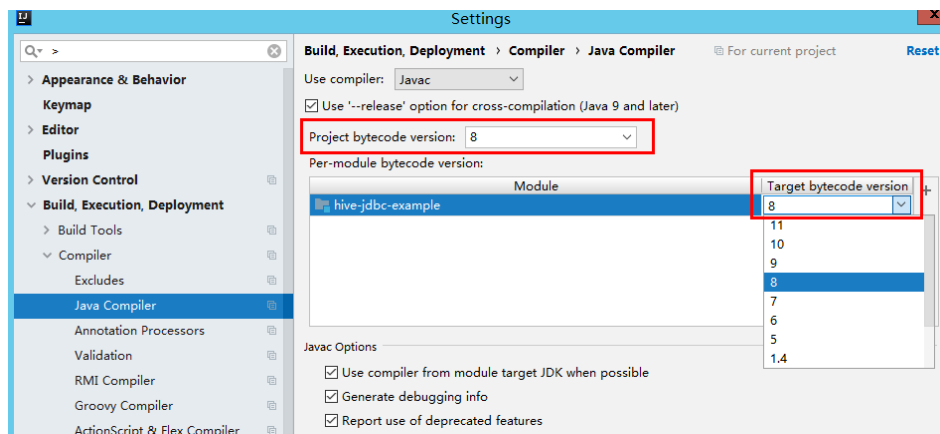 Settings
>
Build, Execution, Deployment > Compiler > Java Compiler
For current project
Reset
Appearance & Behavior
Keymap
Editor
Plugins
Version Control
Build, Execution, Deployment
Build Tools
Compiler
Excludes
Java Compiler
Annotation Processors
Validation
RMI Compiler
Groovy Compiler
ActionScript & Flex Compiler
Use compiler: Javac
Use '--release' option for cross-compilation (Java 9 and later)
Project bytecode version: 8
Per-module bytecode version:
Module
Target bytecode version
hive-jdbc-example
8
11
10
9
8
7
6
5
1.4
Javac Options
Use compiler from module target JDK when possible
Generate debugging info
Report use of deprecated features